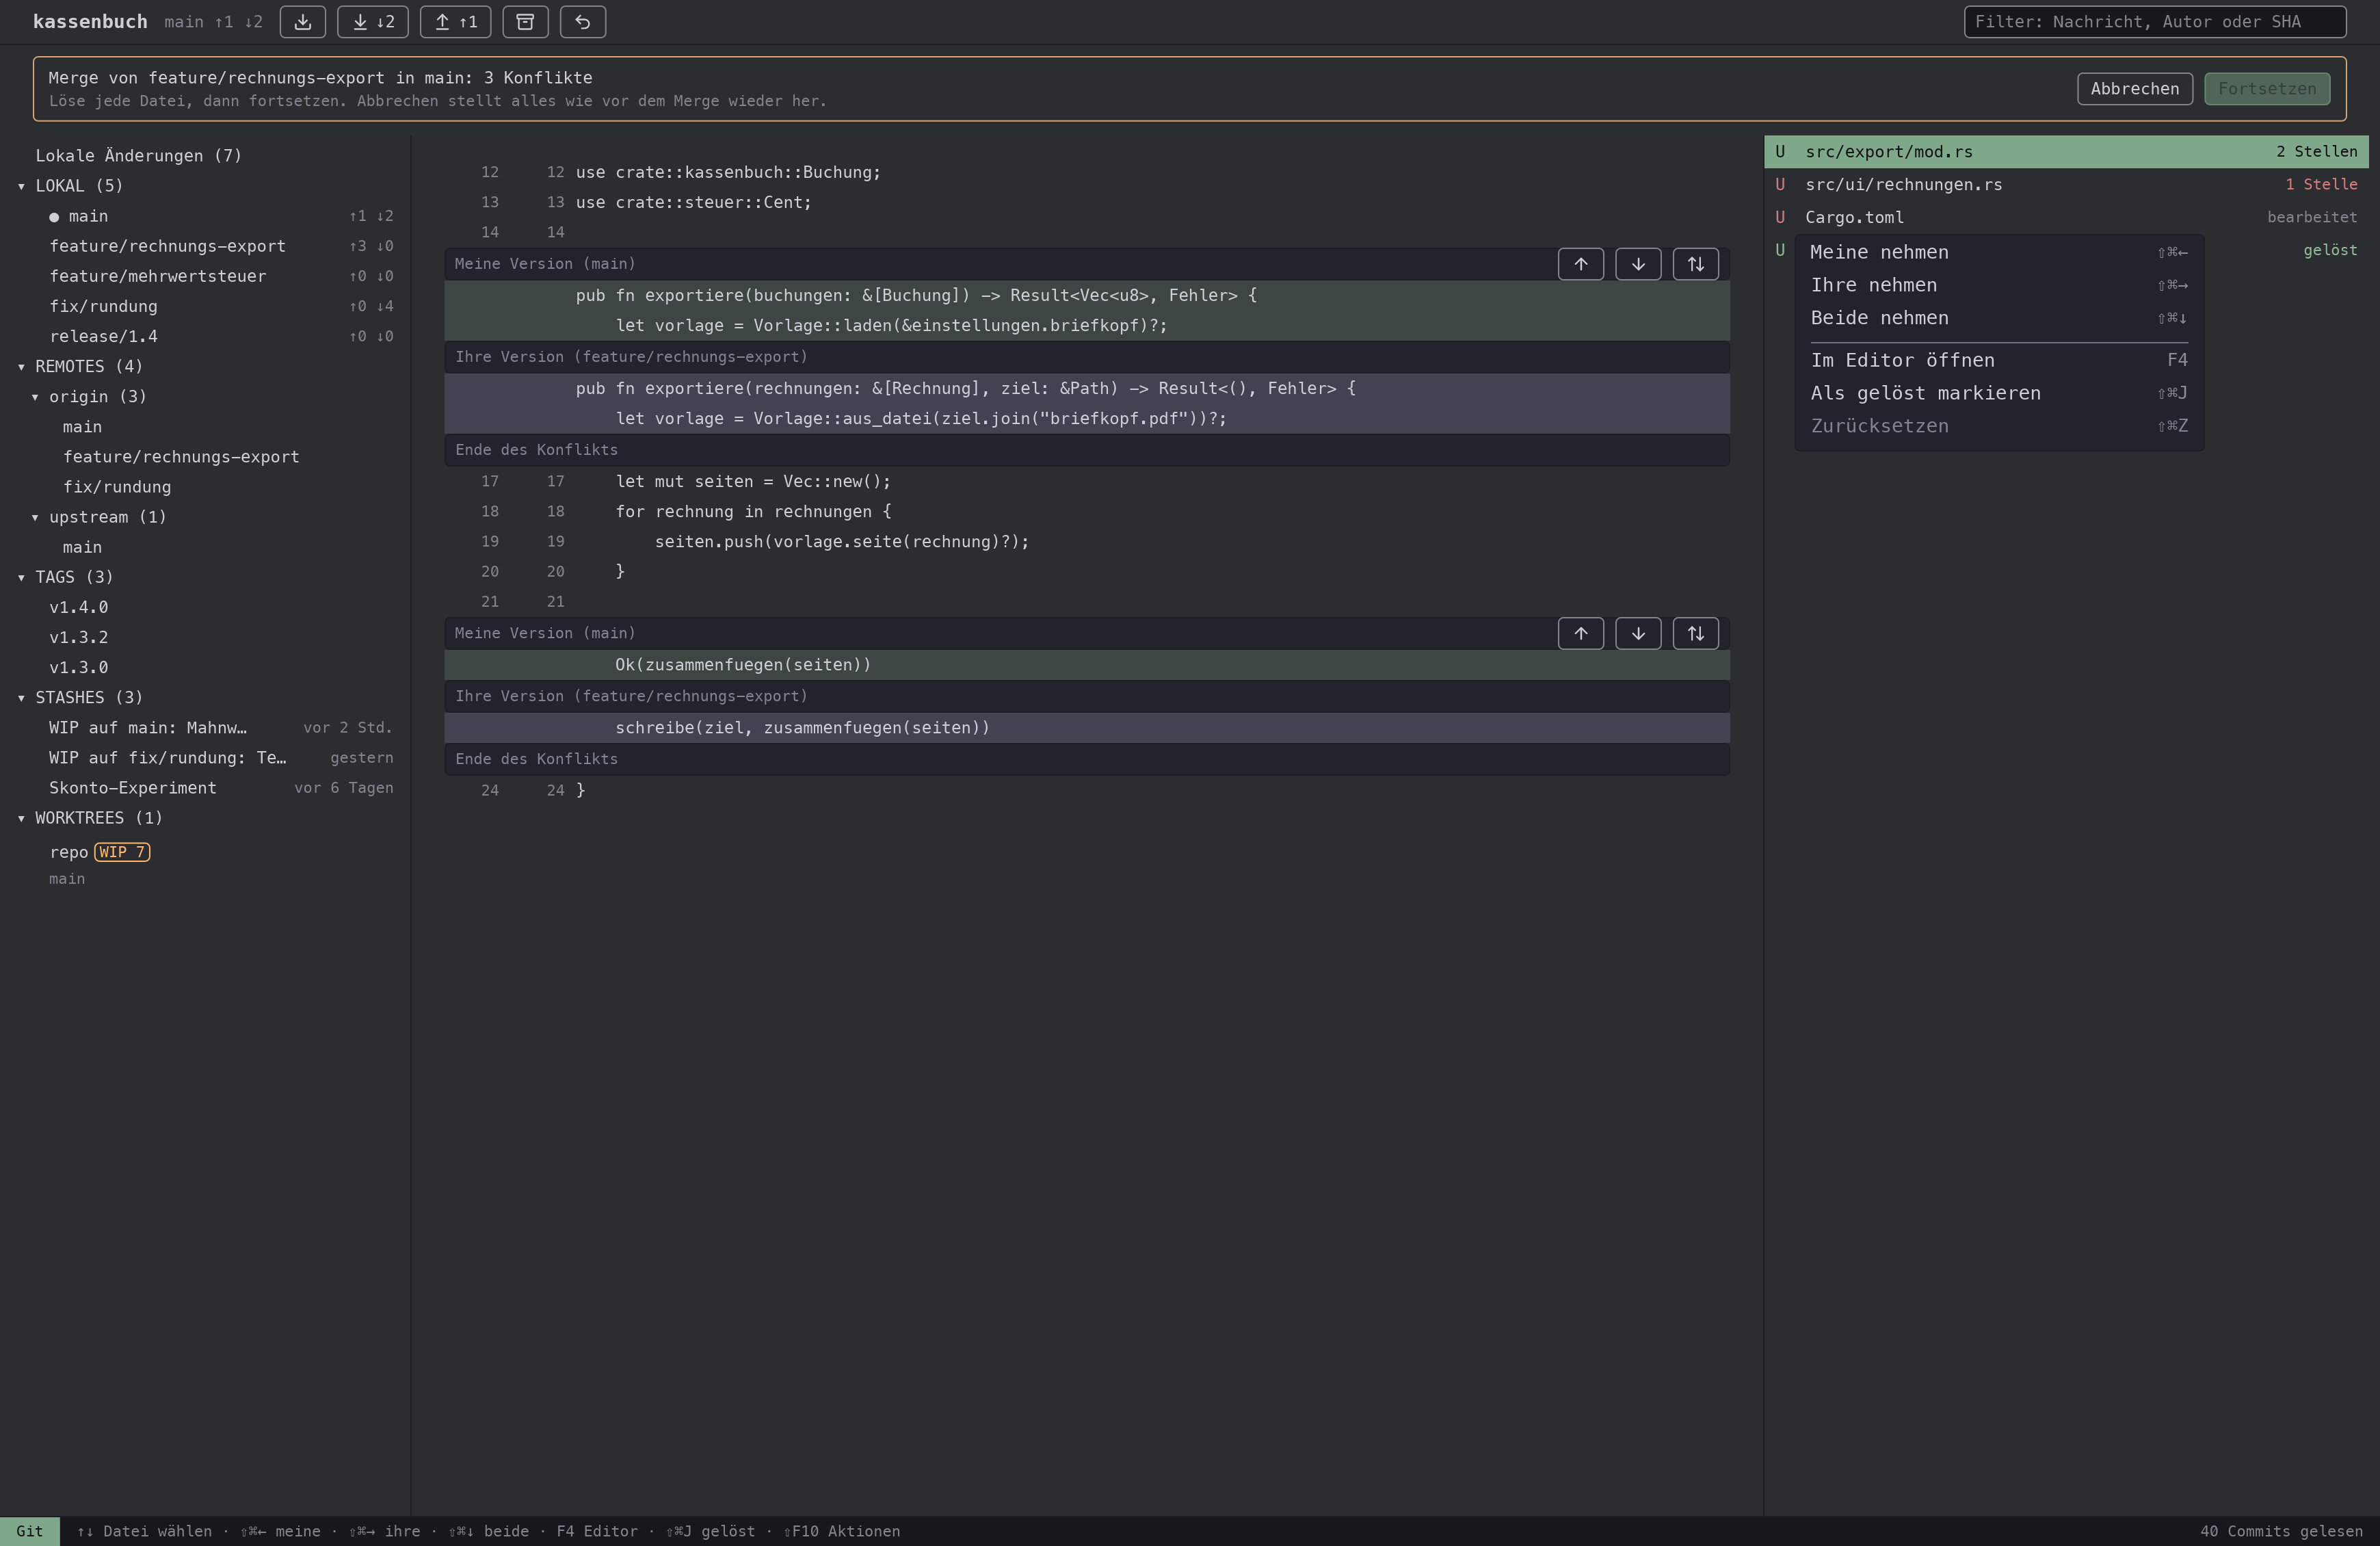 kassenbuch main ↑1 ↓2 ↓2 ↑1 Filter: Nachricht, Autor oder SHA
Merge von feature/rechnungs-export in main: 3 Konflikte
Löse jede Datei, dann fortsetzen. Abbrechen stellt alles wie vor dem Merge wieder her.
Abbrechen Fortsetzen
Lokale Änderungen (7)
▾ LOKAL (5)
● main ↑1 ↓2
feature/rechnungs-export ↑3 ↓0
feature/mehrwertsteuer ↑0 ↓0
fix/rundung ↑0 ↓4
release/1.4 ↑0 ↓0
▾ REMOTES (4)
▾ origin (3)
main
feature/rechnungs-export
fix/rundung
▾ upstream (1)
main
▾ TAGS (3)
v1.4.0
v1.3.2
v1.3.0
▾ STASHES (3)
WIP auf main: Mahnw… vor 2 Std.
WIP auf fix/rundung: Te… gestern
Skonto-Experiment vor 6 Tagen
▾ WORKTREES (1)
repo WIP 7
main
12 12 use crate::kassenbuch::Buchung;
13 13 use crate::steuer::Cent;
14 14
Meine Version (main)
pub fn exportiere(buchungen: &[Buchung]) -> Result<Vec<u8>, Fehler> {
let vorlage = Vorlage::laden(&einstellungen.briefkopf)?;
Ihre Version (feature/rechnungs-export)
pub fn exportiere(rechnungen: &[Rechnung], ziel: &Path) -> Result<(), Fehler> {
let vorlage = Vorlage::aus_datei(ziel.join("briefkopf.pdf"))?;
Ende des Konflikts
17 17 let mut seiten = Vec::new();
18 18 for rechnung in rechnungen {
19 19 seiten.push(vorlage.seite(rechnung)?);
20 20 }
21 21
Meine Version (main)
Ok(zusammenfuegen(seiten))
Ihre Version (feature/rechnungs-export)
schreibe(ziel, zusammenfuegen(seiten))
Ende des Konflikts
24 24 }
U src/export/mod.rs 2 Stellen
U src/ui/rechnungen.rs 1 Stelle
U Cargo.toml bearbeitet
U gelöst
Meine nehmen ⇧⌘←
Ihre nehmen ⇧⌘→
Beide nehmen ⇧⌘↓
Im Editor öffnen F4
Als gelöst markieren ⇧⌘J
Zurücksetzen ⇧⌘Z
Git ↑↓ Datei wählen · ⇧⌘← meine · ⇧⌘→ ihre · ⇧⌘↓ beide · F4 Editor · ⇧⌘J gelöst · ⇧F10 Aktionen 40 Commits gelesen